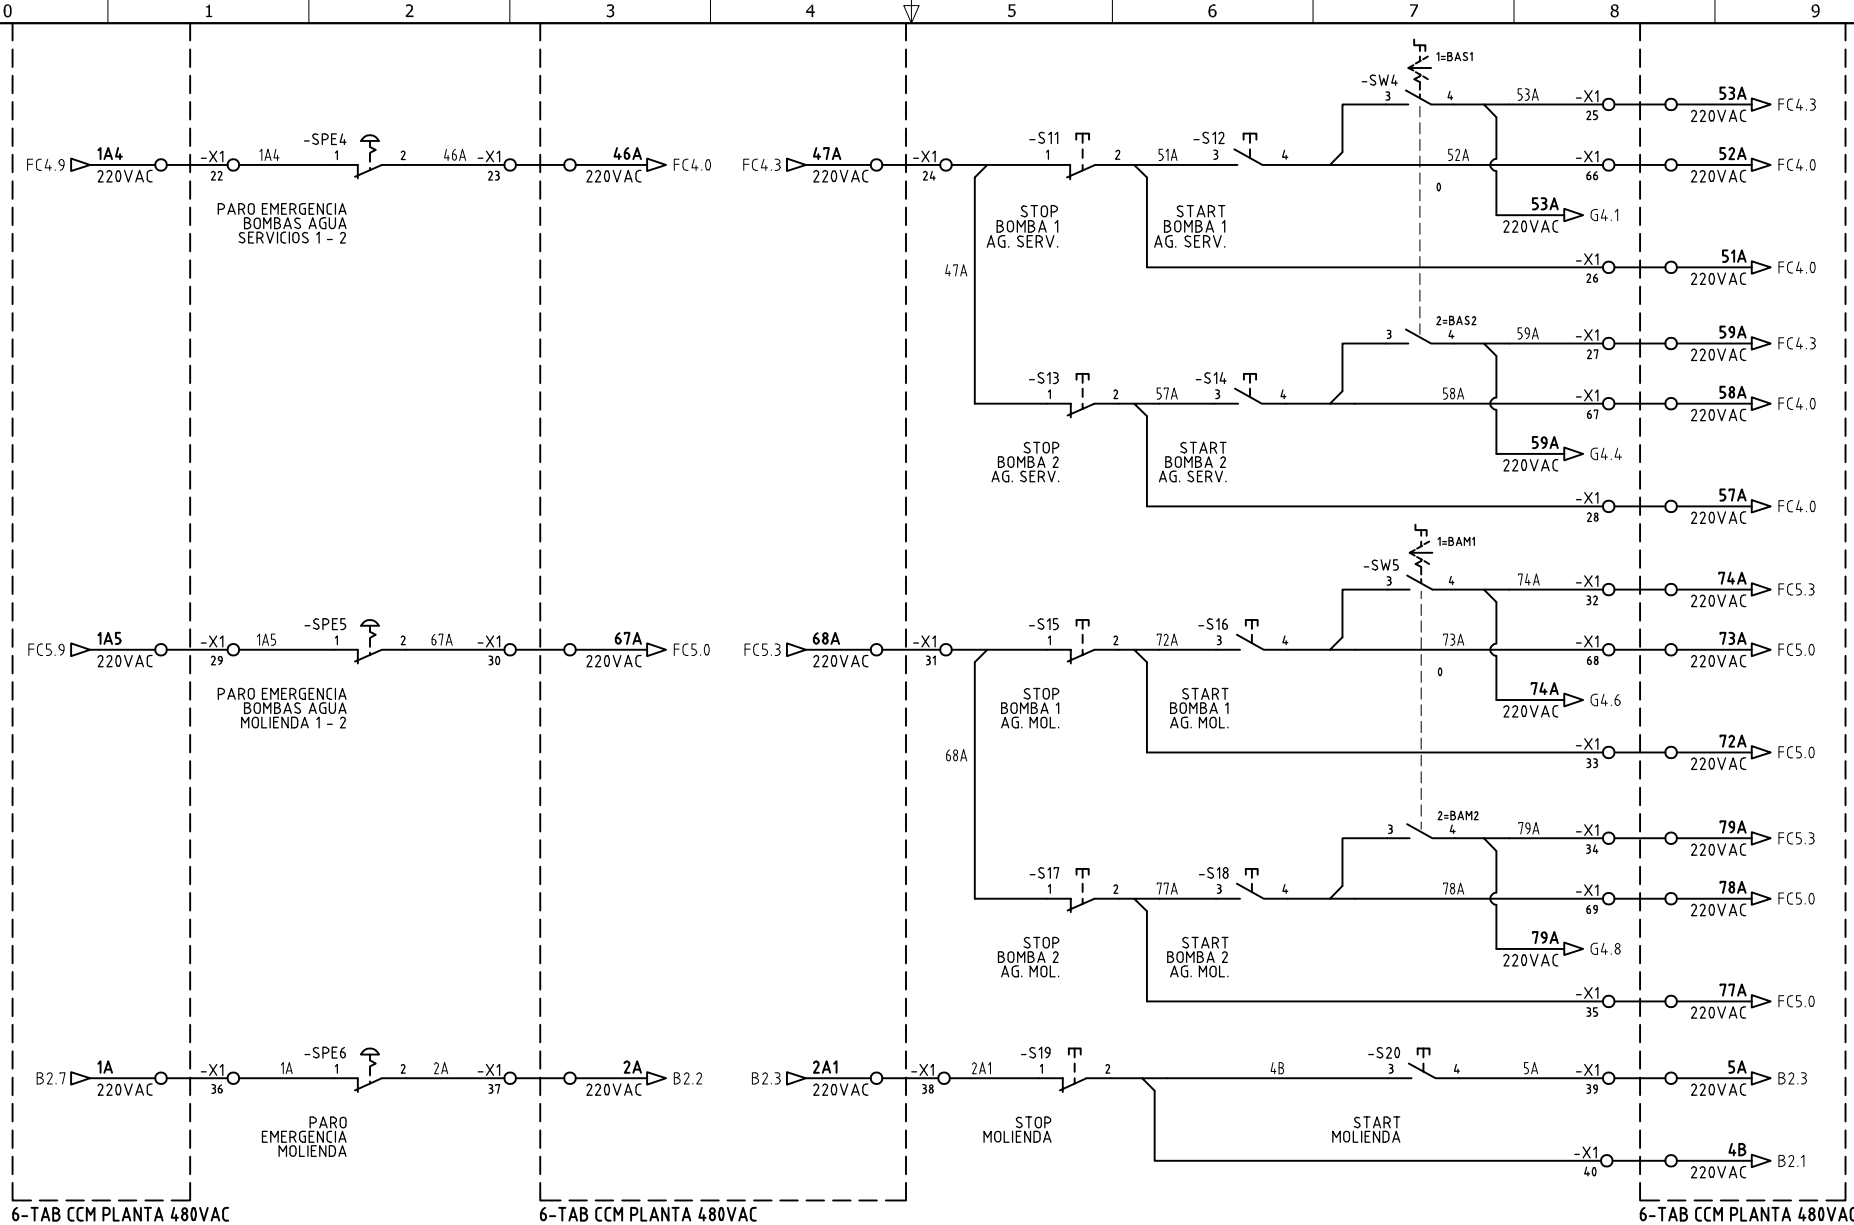 0 1 2 3 4 5 6 7 8 9
1=BAS1
-SW4
3 4 53A -X1 25 53A 220VAC FC4.3
FC4.9 1A4 220VAC -X1 22 1A4 -SPE4 1 2 46A -X1 23 46A 220VAC FC4.0
FC4.3 47A 220VAC -X1 24 -S11 1 2 51A -S12 3 4 52A -X1 66 52A 220VAC FC4.0
0
PARO EMERGENCIA
BOMBAS AGUA
SERVICIOS 1 - 2
STOP
BOMBA 1
AG. SERV.
START
BOMBA 1
AG. SERV.
53A 220VAC G4.1
47A
-X1 26 51A 220VAC FC4.0
2=BAS2
3 4 59A -X1 27 59A 220VAC FC4.3
-S13 1 2 57A -S14 3 4 58A -X1 67 58A 220VAC FC4.0
STOP
BOMBA 2
AG. SERV.
START
BOMBA 2
AG. SERV.
59A 220VAC G4.4
-X1 28 57A 220VAC FC4.0
1=BAM1
-SW5
3 4 74A -X1 32 74A 220VAC FC5.3
FC5.9 1A5 220VAC -X1 29 1A5 -SPE5 1 2 67A -X1 30 67A 220VAC FC5.0
FC5.3 68A 220VAC -X1 31 -S15 1 2 72A -S16 3 4 73A -X1 68 73A 220VAC FC5.0
0
PARO EMERGENCIA
BOMBAS AGUA
MOLIENDA 1 - 2
STOP
BOMBA 1
AG. MOL.
START
BOMBA 1
AG. MOL.
74A 220VAC G4.6
68A
-X1 33 72A 220VAC FC5.0
2=BAM2
3 4 79A -X1 34 79A 220VAC FC5.3
-S17 1 2 77A -S18 3 4 78A -X1 69 78A 220VAC FC5.0
STOP
BOMBA 2
AG. MOL.
START
BOMBA 2
AG. MOL.
79A 220VAC G4.8
-X1 35 77A 220VAC FC5.0
B2.7 1A 220VAC -X1 36 1A -SPE6 1 2 2A -X1 37 2A 220VAC B2.2
B2.3 2A1 220VAC -X1 38 2A1 -S19 1 2 4B -S20 3 4 5A -X1 39 5A 220VAC B2.3
PARO
EMERGENCIA
MOLIENDA
STOP
MOLIENDA
START
MOLIENDA
-X1 40 4B 220VAC B2.1
6-TAB CCM PLANTA 480VAC
6-TAB CCM PLANTA 480VAC
6-TAB CCM PLANTA 480VAC